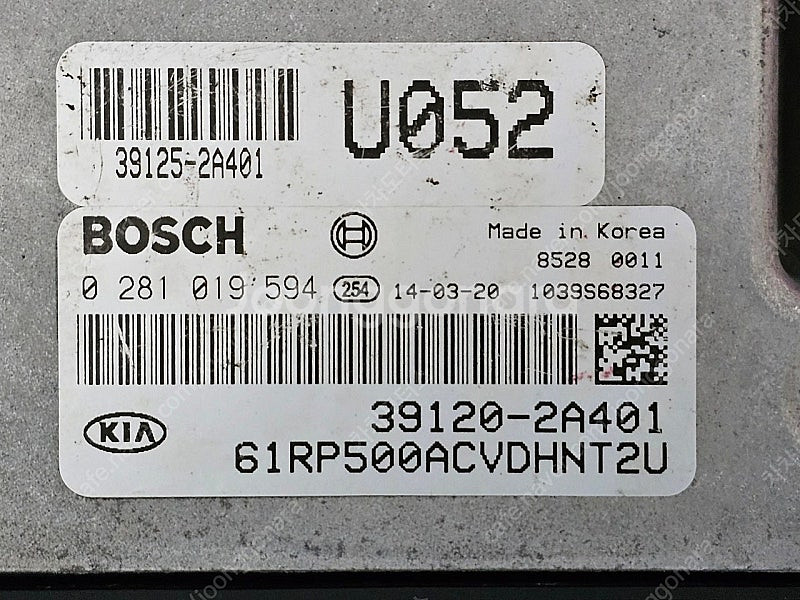 U052
39125-2A401
BOSCH
Made in Korea
8528 0011
0 281 019 594 254 14-03-20 1039S68327
39120-2A401
KIA
61RP500ACVDHNT2U